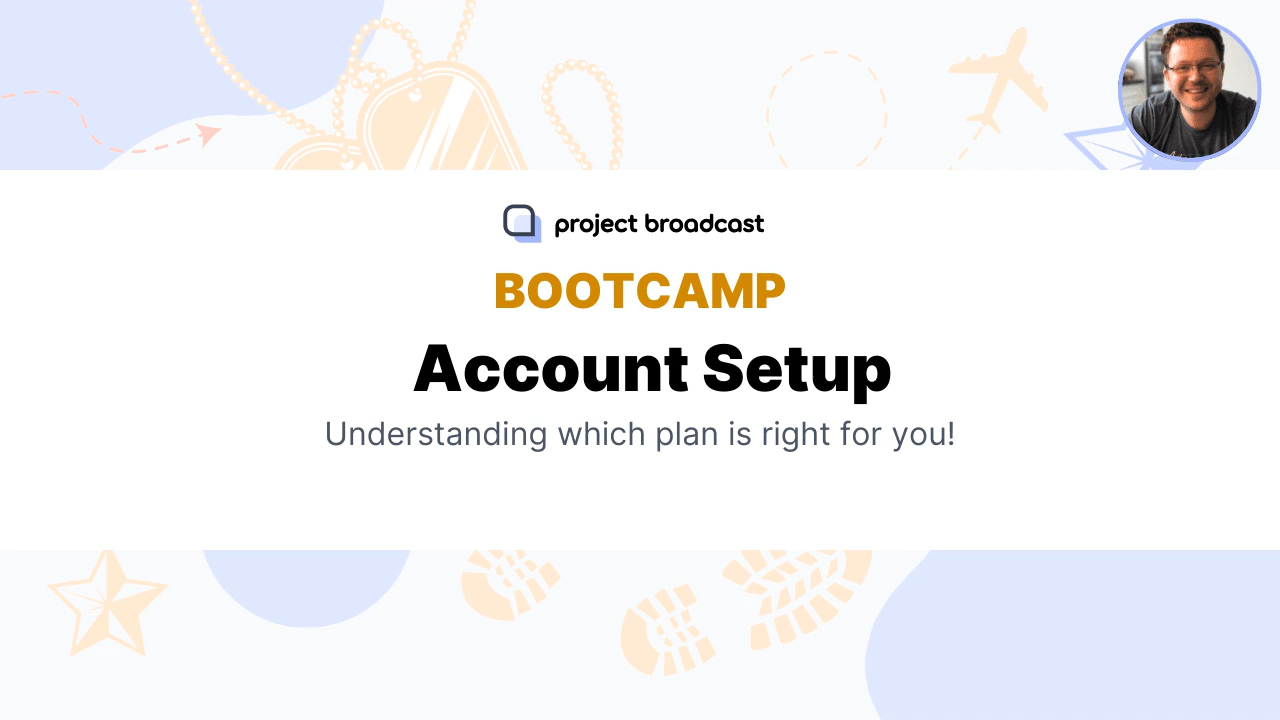 project broadcast
BOOTCAMP
Account Setup
Understanding which plan is right for you!